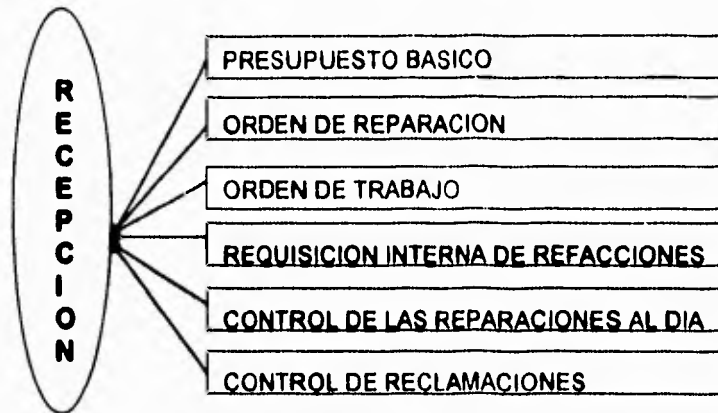 RECEPCION
PRESUPUESTO BASICO
ORDEN DE REPARACION
ORDEN DE TRABAJO
REQUISICION INTERNA DE REFACCIONES
CONTROL DE LAS REPARACIONES AL DIA
CONTROL DE RECLAMACIONES